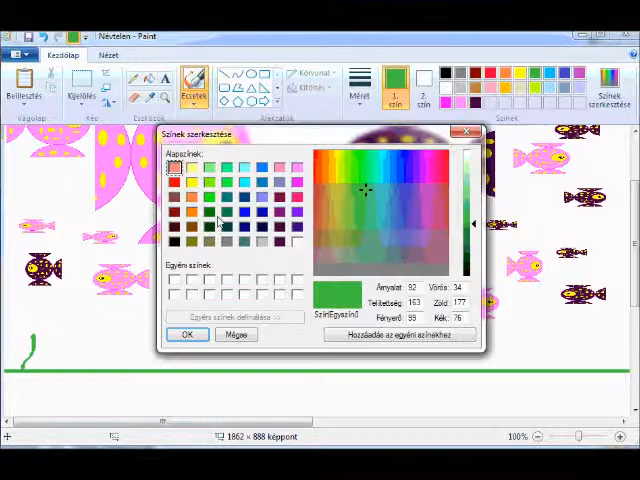 Névtelen - Paint
Kezdőlap
Nézet
Beillesztés
Kijelölés
A
Ecsetek
Körvonal
Kitöltés
Méret
1. szín
2. szín
Színek szerkesztése
Vágólap
Kép
Eszközök
Alakzatok
Színek
Színek szerkesztése
Alapszínek:
Egyéni színek:
Egyéni színek definiálása >>
OK
Mégse
Szín|Egyszínű
Árnyalat: 92
Vörös: 34
Telítettség: 163
Zöld: 177
Fényerő: 99
Kék: 76
Hozzáadás az egyéni színekhez
1862 × 888 képpont
100%